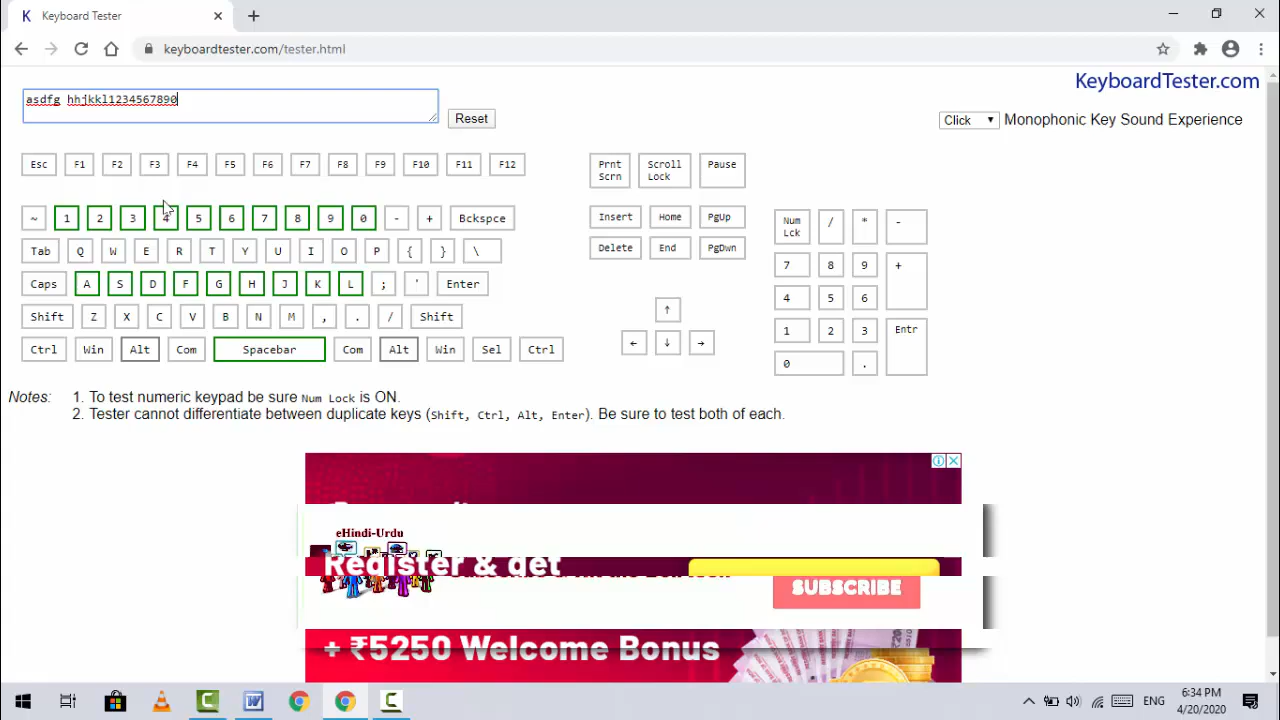 K Keyboard Tester
keyboardtester.com/tester.html
KeyboardTester.com
asdfg hhjkkl1234567890
Reset
Click Monophonic Key Sound Experience
Esc F1 F2 F3 F4 F5 F6 F7 F8 F9 F10 F11 F12 Prnt Scrn Scroll Lock Pause
~ 1 2 3 4 5 6 7 8 9 0 - + Bckspce Insert Home PgUp Num Lck / * -
Tab Q W E R T Y U I O P { } \ Delete End PgDwn 7 8 9 +
Caps A S D F G H J K L ; ' Enter 4 5 6
Shift Z X C V B N M , . / Shift ↑ 1 2 3 Entr
Ctrl Win Alt Com Spacebar Com Alt Win Sel Ctrl ← ↓ → 0 .
Notes: 1. To test numeric keypad be sure Num Lock is ON.
2. Tester cannot differentiate between duplicate keys (Shift, Ctrl, Alt, Enter). Be sure to test both of each.
eHindi-Urdu
Register & get
SUBSCRIBE
+ ₹5250 Welcome Bonus
ENG
6:34 PM
4/20/2020